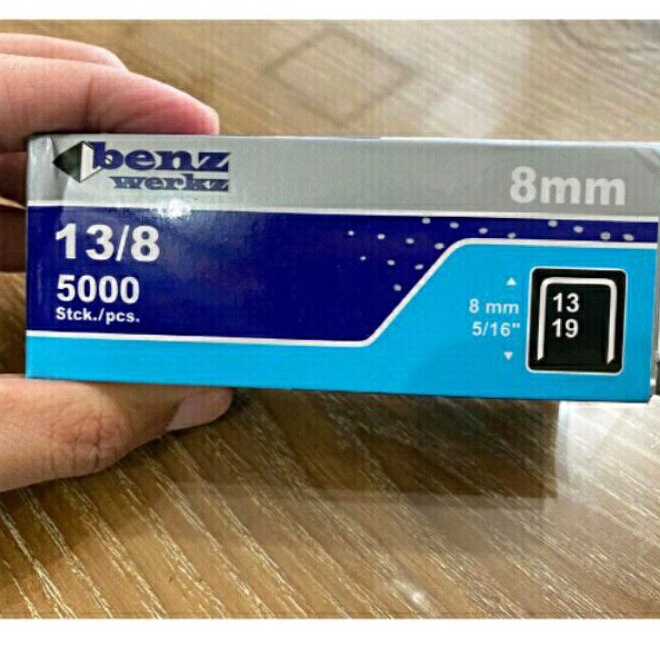 benz
werkz
8mm
13/8
5000
Stck./pcs.
8 mm
5/16"
13
19